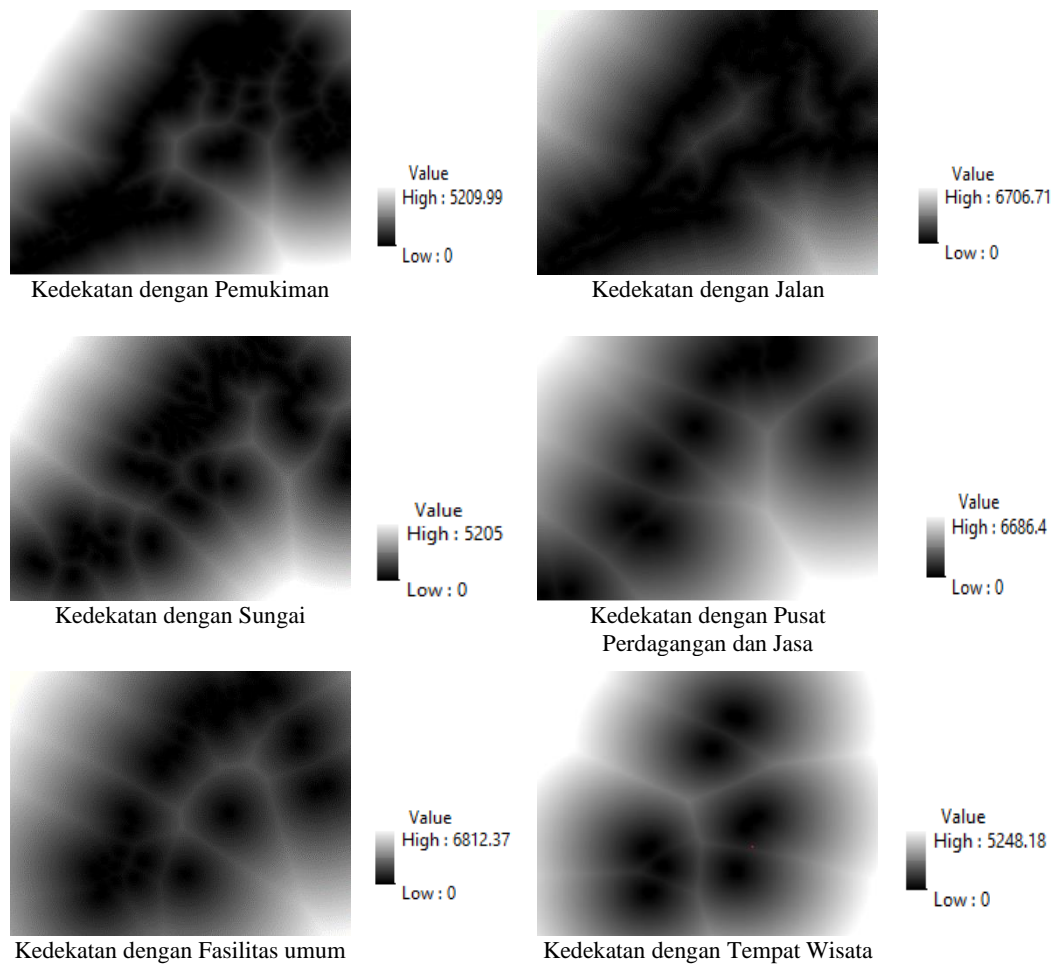 Value
High : 5209.99
Low : 0
Kedekatan dengan Pemukiman
Value
High : 6706.71
Low : 0
Kedekatan dengan Jalan
Value
High : 5205
Low : 0
Kedekatan dengan Sungai
Value
High : 6686.4
Low : 0
Kedekatan dengan Pusat
Perdagangan dan Jasa
Value
High : 6812.37
Low : 0
Kedekatan dengan Fasilitas umum
Value
High : 5248.18
Low : 0
Kedekatan dengan Tempat Wisata